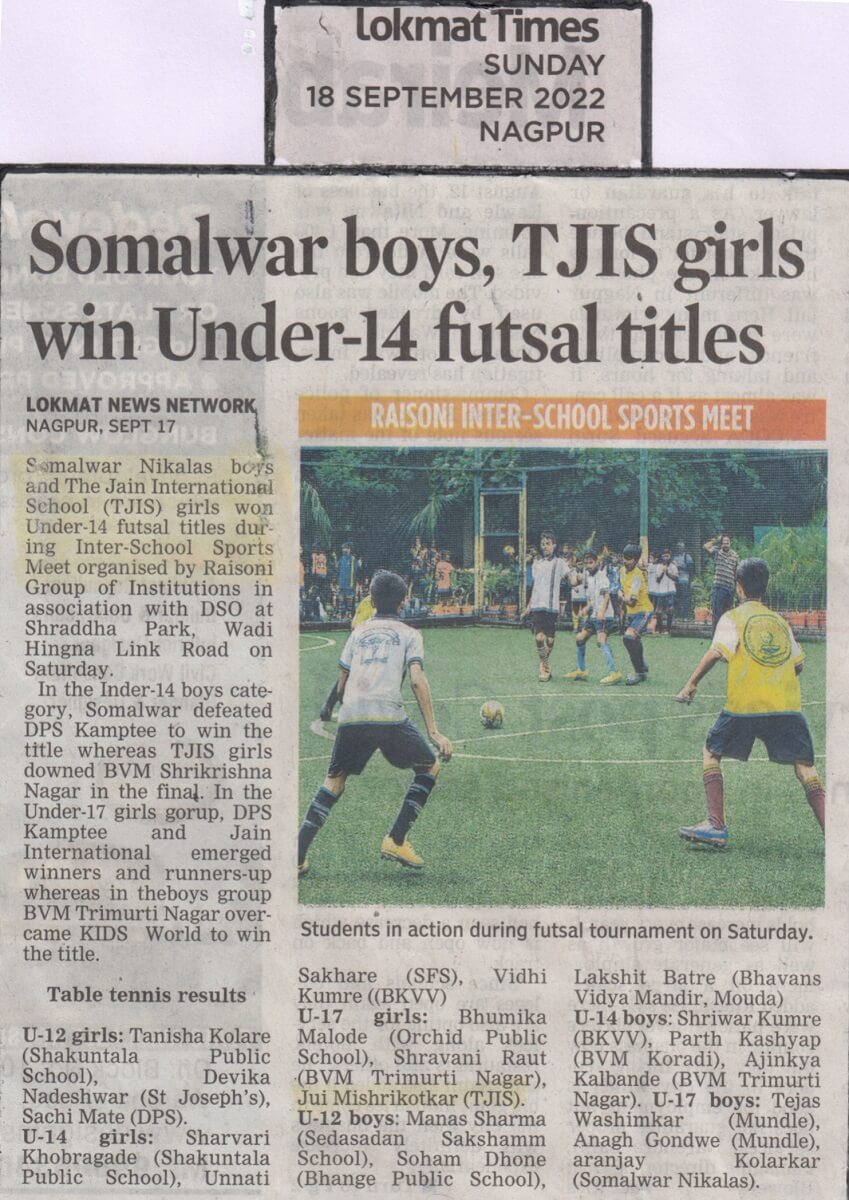 Lokmat Times
SUNDAY
18 SEPTEMBER 2022
NAGPUR
Somalwar boys, TJIS girls
win Under-14 futsal titles
LOKMAT NEWS NETWORK
NAGPUR, SEPT 17
Somalwar Nikalas boys
and The Jain International
School (TJIS) girls won
Under-14 futsal titles dur-
ing Inter-School Sports
Meet organised by Raisoni
Group of Institutions in
association with DSO at
Shraddha Park, Wadi
Hingna Link Road on
Saturday.
In the Inder-14 boys cate-
gory, Somalwar defeated
DPS Kamptee to win the
title whereas TJIS girls
downed BVM Shrikrishna
Nagar in the final. In the
Under-17 girls gorup, DPS
Kamptee and Jain
International emerged
winners and runners-up
whereas in theboys group
BVM Trimurti Nagar over-
came KIDS World to win
the title.
Table tennis results
U-12 girls: Tanisha Kolare
(Shakuntala Public
School), Devika
Nadeshwar (St Joseph's),
Sachi Mate (DPS).
U-14 girls: Sharvari
Khobragade (Shakuntala
Public School), Unnati
RAISONI INTER-SCHOOL SPORTS MEET
Students in action during futsal tournament on Saturday.
Sakhare (SFS), Vidhi
Kumre ((BKVV)
U-17 girls: Bhumika
Malode (Orchid Public
School), Shravani Raut
(BVM Trimurti Nagar),
Jui Mishrikotkar (TJIS).
U-12 boys: Manas Sharma
(Sedasadan Sakshamm
School), Soham Dhone
(Bhange Public School),
Lakshit Batre (Bhavans
Vidya Mandir, Mouda)
U-14 boys: Shriwar Kumre
(BKVV), Parth Kashyap
(BVM Koradi), Ajinkya
Kalbande (BVM Trimurti
Nagar). U-17 boys: Tejas
Washimkar (Mundle),
Anagh Gondwe (Mundle),
aranjay Kolarkar
(Somalwar Nikalas).